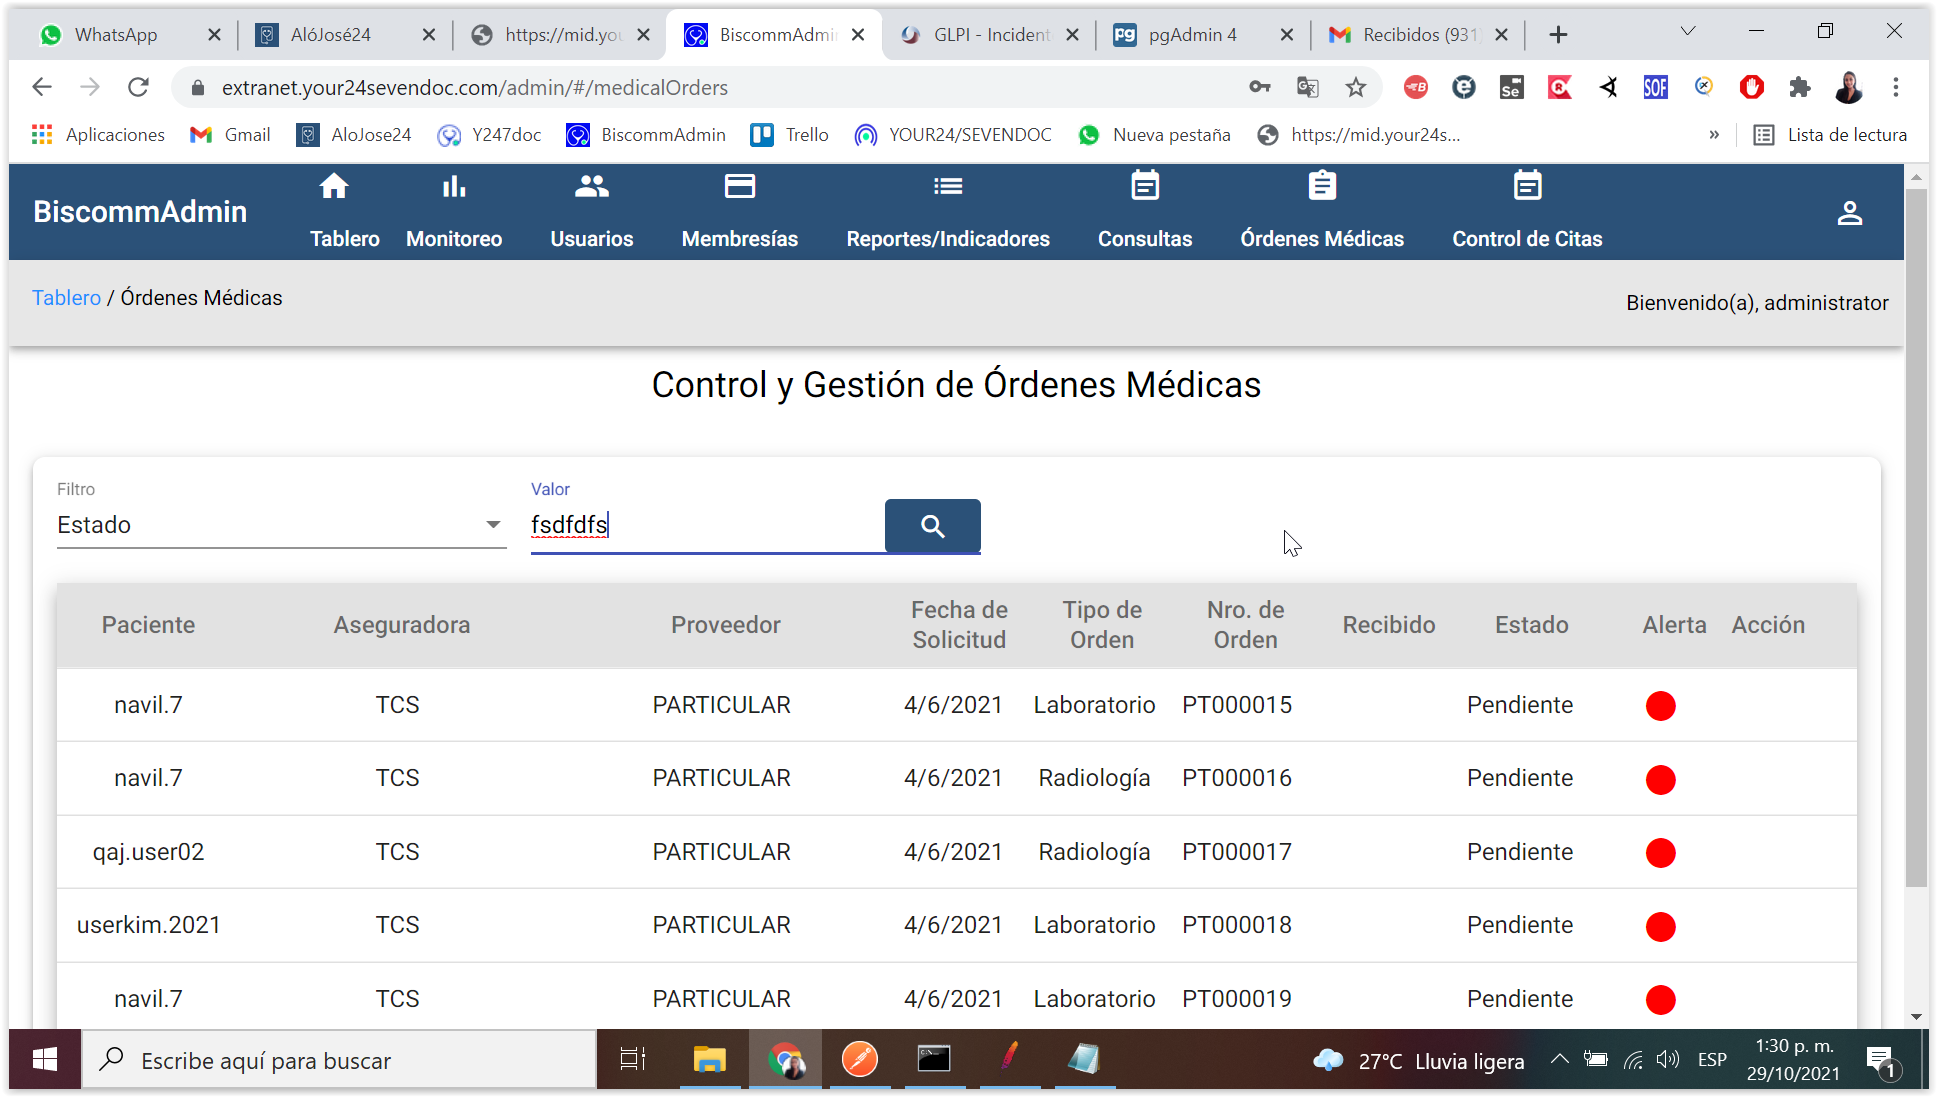 WhatsApp
AlóJosé24
https://mid.you
BiscommAdmi
GLPI - Incident
pgAdmin 4
Recibidos (931
extranet.your24sevendoc.com/admin/#/medicalOrders
Se
SOF
Aplicaciones
Gmail
AloJose24
Y247doc
BiscommAdmin
Trello
YOUR24/SEVENDOC
Nueva pestaña
https://mid.your24s...
»
Lista de lectura
BiscommAdmin
Tablero
Monitoreo
Usuarios
Membresías
Reportes/Indicadores
Consultas
Órdenes Médicas
Control de Citas
Tablero / Órdenes Médicas
Bienvenido(a), administrator
Control y Gestión de Órdenes Médicas
Filtro
Estado
Valor
fsdfdfs
Paciente Aseguradora Proveedor Fecha de Solicitud Tipo de Orden Nro. de Orden Recibido Estado Alerta Acción
navil.7 TCS PARTICULAR 4/6/2021 Laboratorio PT000015 Pendiente
navil.7 TCS PARTICULAR 4/6/2021 Radiología PT000016 Pendiente
qaj.user02 TCS PARTICULAR 4/6/2021 Radiología PT000017 Pendiente
userkim.2021 TCS PARTICULAR 4/6/2021 Laboratorio PT000018 Pendiente
navil.7 TCS PARTICULAR 4/6/2021 Laboratorio PT000019 Pendiente
Escribe aquí para buscar
27°C Lluvia ligera
ESP
1:30 p. m.
29/10/2021
1